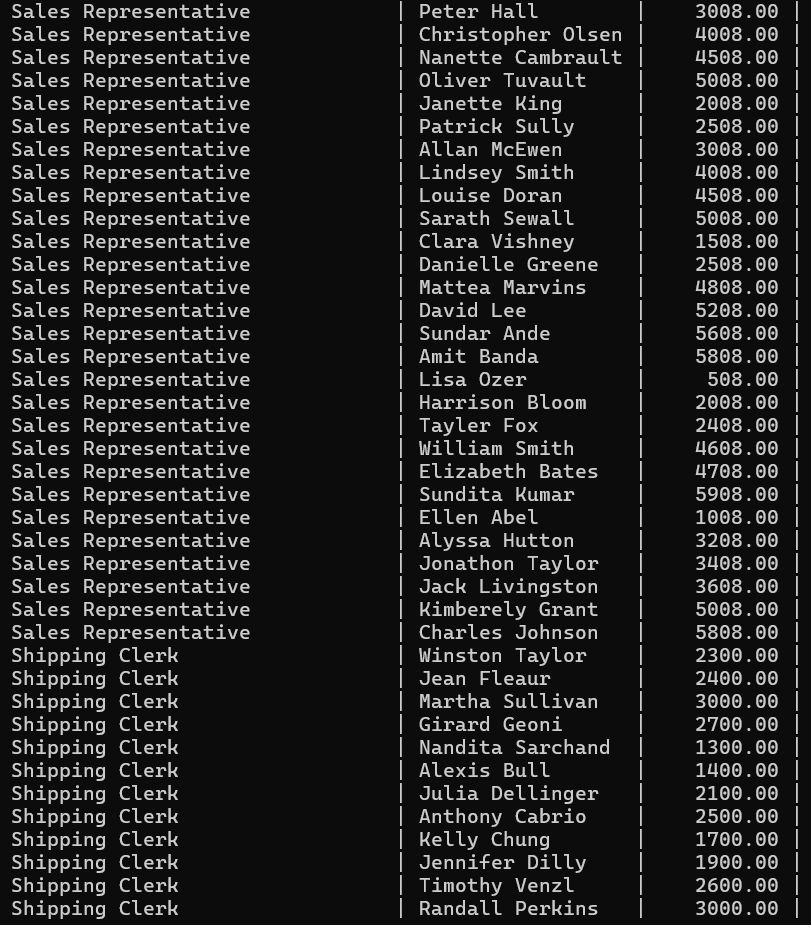 Sales Representative | Peter Hall | 3008.00 |
Sales Representative | Christopher Olsen | 4008.00 |
Sales Representative | Nanette Cambrault | 4508.00 |
Sales Representative | Oliver Tuvault | 5008.00 |
Sales Representative | Janette King | 2008.00 |
Sales Representative | Patrick Sully | 2508.00 |
Sales Representative | Allan McEwen | 3008.00 |
Sales Representative | Lindsey Smith | 4008.00 |
Sales Representative | Louise Doran | 4508.00 |
Sales Representative | Sarath Sewall | 5008.00 |
Sales Representative | Clara Vishney | 1508.00 |
Sales Representative | Danielle Greene | 2508.00 |
Sales Representative | Mattea Marvins | 4808.00 |
Sales Representative | David Lee | 5208.00 |
Sales Representative | Sundar Ande | 5608.00 |
Sales Representative | Amit Banda | 5808.00 |
Sales Representative | Lisa Ozer | 508.00 |
Sales Representative | Harrison Bloom | 2008.00 |
Sales Representative | Tayler Fox | 2408.00 |
Sales Representative | William Smith | 4608.00 |
Sales Representative | Elizabeth Bates | 4708.00 |
Sales Representative | Sundita Kumar | 5908.00 |
Sales Representative | Ellen Abel | 1008.00 |
Sales Representative | Alyssa Hutton | 3208.00 |
Sales Representative | Jonathon Taylor | 3408.00 |
Sales Representative | Jack Livingston | 3608.00 |
Sales Representative | Kimberely Grant | 5008.00 |
Sales Representative | Charles Johnson | 5808.00 |
Shipping Clerk | Winston Taylor | 2300.00 |
Shipping Clerk | Jean Fleaur | 2400.00 |
Shipping Clerk | Martha Sullivan | 3000.00 |
Shipping Clerk | Girard Geoni | 2700.00 |
Shipping Clerk | Nandita Sarchand | 1300.00 |
Shipping Clerk | Alexis Bull | 1400.00 |
Shipping Clerk | Julia Dellinger | 2100.00 |
Shipping Clerk | Anthony Cabrio | 2500.00 |
Shipping Clerk | Kelly Chung | 1700.00 |
Shipping Clerk | Jennifer Dilly | 1900.00 |
Shipping Clerk | Timothy Venzl | 2600.00 |
Shipping Clerk | Randall Perkins | 3000.00 |